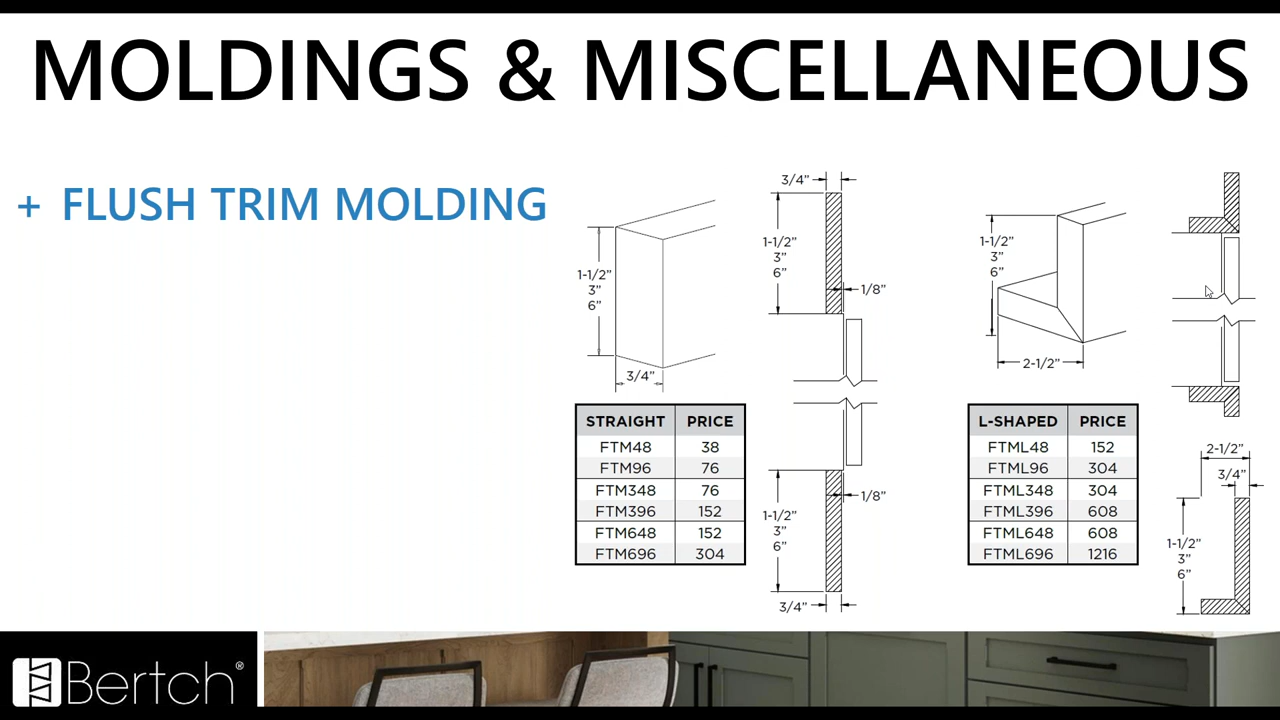 MOLDINGS & MISCELLANEOUS
+ FLUSH TRIM MOLDING
1-1/2"
3"
6"
3/4"
3/4"
1-1/2"
3"
6"
1/8"
1/8"
1-1/2"
3"
6"
3/4"
1-1/2"
3"
6"
2-1/2"
STRAIGHT PRICE
FTM48 38
FTM96 76
FTM348 76
FTM396 152
FTM648 152
FTM696 304
L-SHAPED PRICE
FTML48 152
FTML96 304
FTML348 304
FTML396 608
FTML648 608
FTML696 1216
2-1/2"
3/4"
1-1/2"
3"
6"
Bertch®